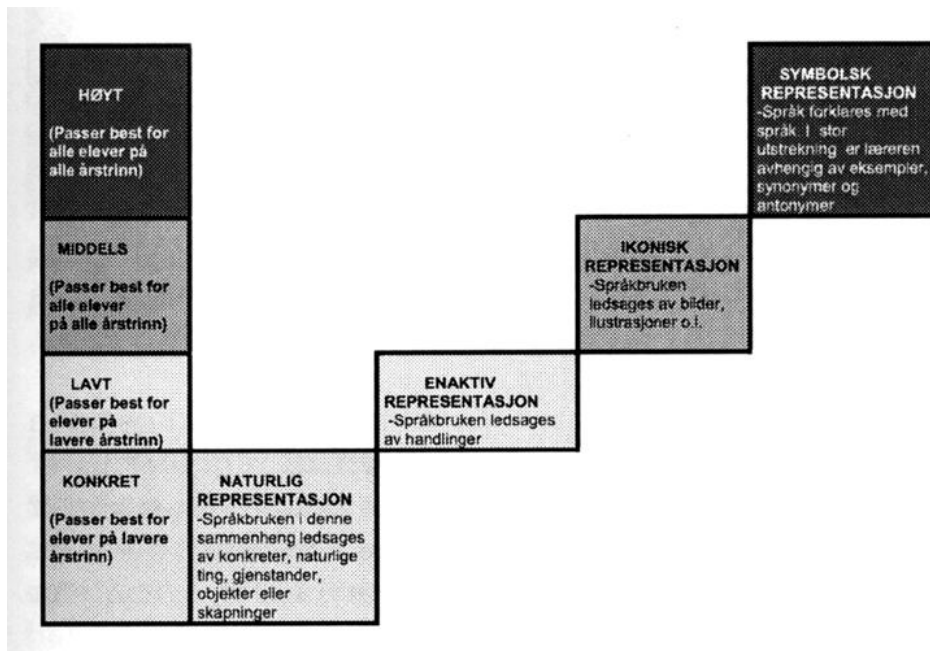 HØYT
(Passer best for
alle elever på
alle årstrinn)
SYMBOLSK
REPRESENTASJON
-Språk forklares med
språk. I stor
utstrekning er læreren
avhengig av eksempler,
synonymer og
antonymer
MIDDELS
(Passer best for
alle elever
på alle årstrinn)
IKONISK
REPRESENTASJON
-Språkbruken
ledsages av bilder,
illustrasjoner o.l.
LAVT
(Passer best for
elever på
lavere årstrinn)
ENAKTIV
REPRESENTASJON
-Språkbruken ledsages
av handlinger
KONKRET
(Passer best for
elever på lavere
årstrinn)
NATURLIG
REPRESENTASJON
-Språkbruken i denne
sammenheng ledsages
av konkreter, naturlige
ting, gjenstander,
objekter eller
skapninger